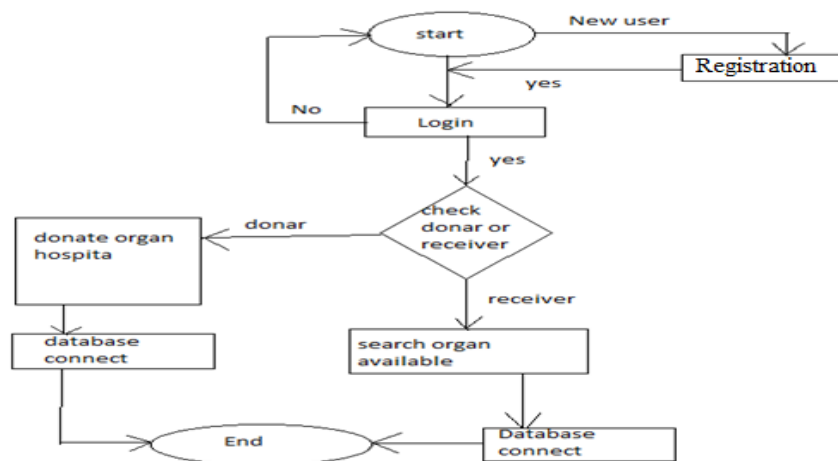 start
New user
Registration
yes
No
Login
yes
check
donar or
receiver
donar
donate organ
hospita
receiver
database
connect
search organ
available
End
Database
connect